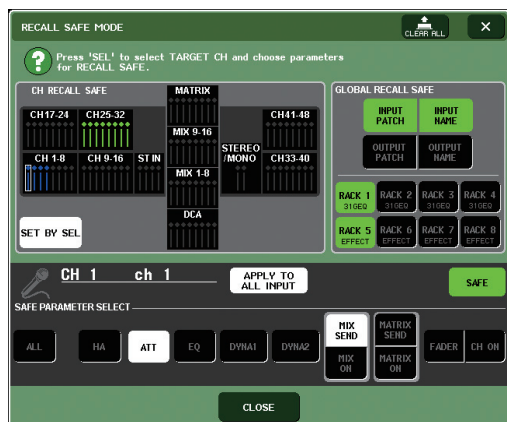 RECALL SAFE MODE
CLEAR ALL
×
? Press 'SEL' to select TARGET CH and choose parameters
for RECALL SAFE.
CH RECALL SAFE
MATRIX
CH17-24
CH25-32
CH41-48
MIX 9-16
STEREO
/MONO
CH 1-8
CH 9-16
ST IN
CH33-40
MIX 1-8
DCA
SET BY SEL
GLOBAL RECALL SAFE
INPUT
PATCH
INPUT
NAME
OUTPUT
PATCH
OUTPUT
NAME
RACK 1
31GEQ
RACK 2
31GEQ
RACK 3
31GEQ
RACK 4
31GEQ
RACK 5
EFFECT
RACK 6
EFFECT
RACK 7
EFFECT
RACK 8
EFFECT
CH 1 ch 1
APPLY TO
ALL INPUT
SAFE
SAFE PARAMETER SELECT
ALL
HA
ATT
EQ
DYNA1
DYNA2
MIX
SEND
MIX
ON
MATRIX
SEND
MATRIX
ON
FADER
CH ON
CLOSE